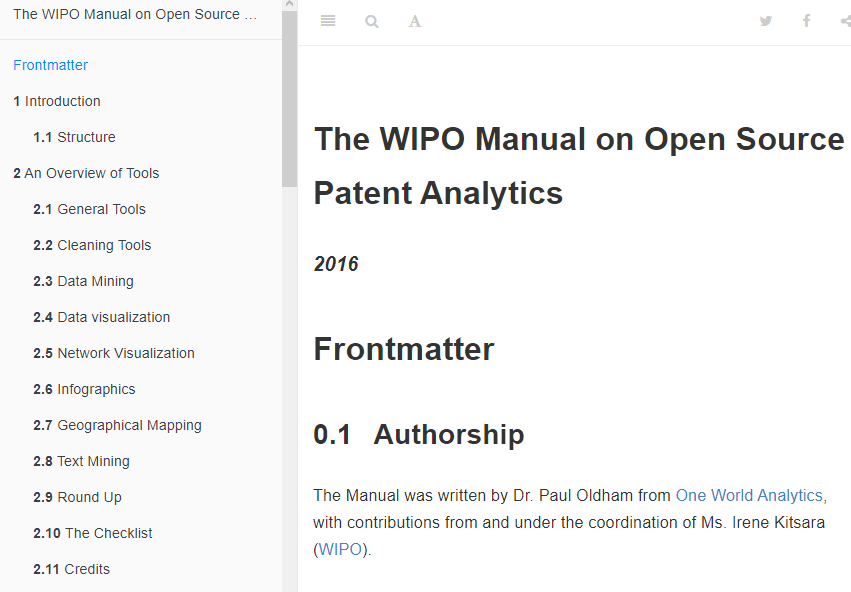 The WIPO Manual on Open Source ...
Frontmatter
1 Introduction
1.1 Structure
2 An Overview of Tools
2.1 General Tools
2.2 Cleaning Tools
2.3 Data Mining
2.4 Data visualization
2.5 Network Visualization
2.6 Infographics
2.7 Geographical Mapping
2.8 Text Mining
2.9 Round Up
2.10 The Checklist
2.11 Credits
A
The WIPO Manual on Open Source
Patent Analytics
2016
Frontmatter
0.1 Authorship
The Manual was written by Dr. Paul Oldham from One World Analytics,
with contributions from and under the coordination of Ms. Irene Kitsara
(WIPO).